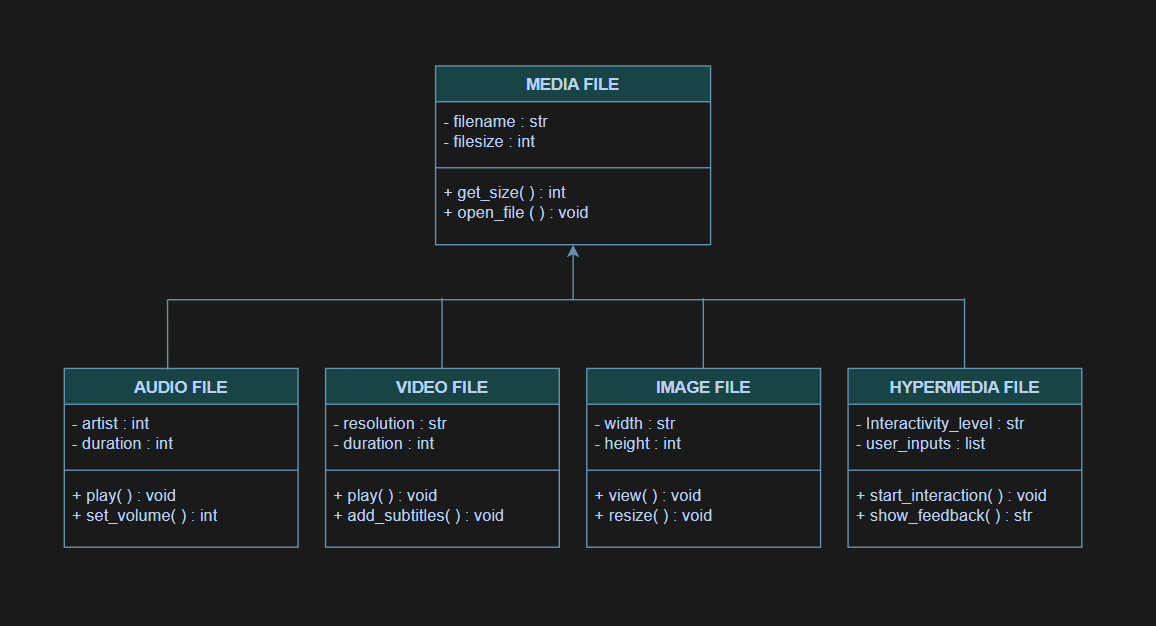 MEDIA FILE
- filename : str
- filesize : int
+ get_size( ) : int
+ open_file ( ) : void
AUDIO FILE
- artist : int
- duration : int
+ play( ) : void
+ set_volume( ) : int
VIDEO FILE
- resolution : str
- duration : int
+ play( ) : void
+ add_subtitles( ) : void
IMAGE FILE
- width : str
- height : int
+ view( ) : void
+ resize( ) : void
HYPERMEDIA FILE
- Interactivity_level : str
- user_inputs : list
+ start_interaction( ) : void
+ show_feedback( ) : str